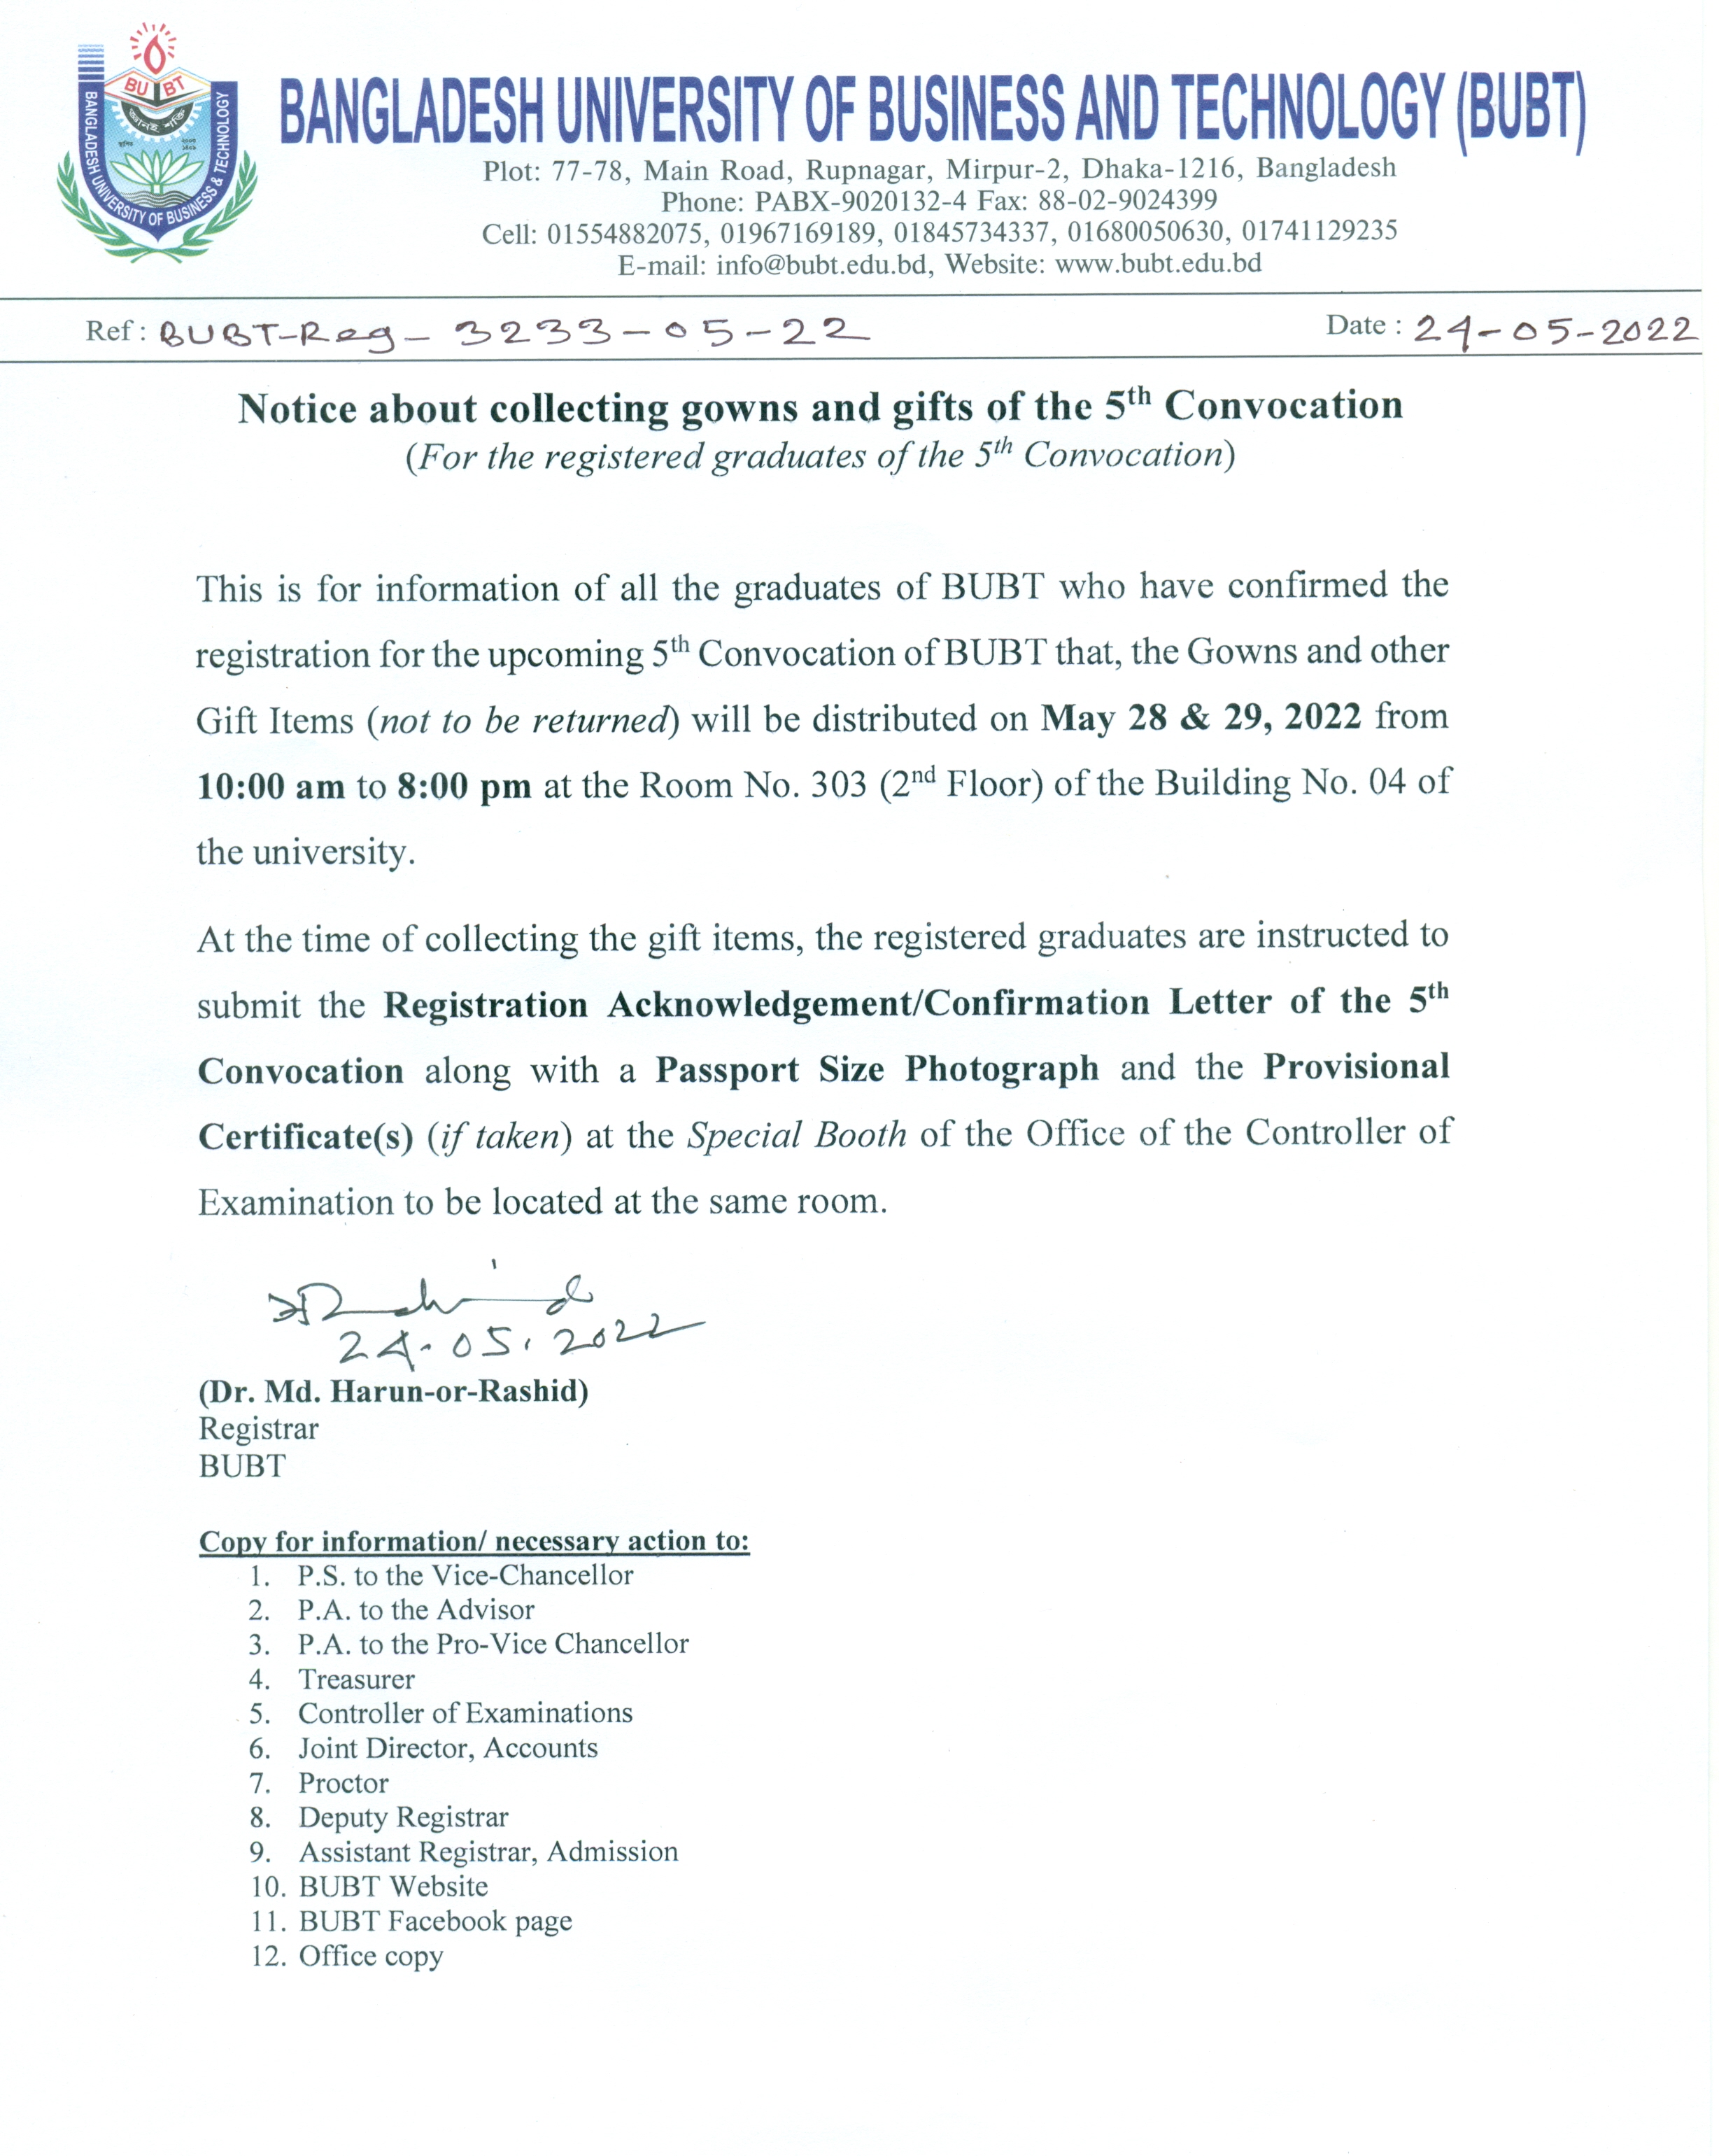 BU BT
জ্ঞানই শক্তি
স্থাপিত ২০০৩
BANGLADESH UNIVERSITY OF BUSINESS & TECHNOLOGY
BANGLADESH UNIVERSITY OF BUSINESS AND TECHNOLOGY (BUBT)
Plot: 77-78, Main Road, Rupnagar, Mirpur-2, Dhaka-1216, Bangladesh
Phone: PABX-9020132-4 Fax: 88-02-9024399
Cell: 01554882075, 01967169189, 01845734337, 01680050630, 01741129235
E-mail: info@bubt.edu.bd, Website: www.bubt.edu.bd
Ref : BUBT-Reg- 3233-05-22 Date : 24-05-2022
Notice about collecting gowns and gifts of the 5th Convocation
(For the registered graduates of the 5th Convocation)
This is for information of all the graduates of BUBT who have confirmed the
registration for the upcoming 5th Convocation of BUBT that, the Gowns and other
Gift Items (not to be returned) will be distributed on May 28 & 29, 2022 from
10:00 am to 8:00 pm at the Room No. 303 (2nd Floor) of the Building No. 04 of
the university.
At the time of collecting the gift items, the registered graduates are instructed to
submit the Registration Acknowledgement/Confirmation Letter of the 5th
Convocation along with a Passport Size Photograph and the Provisional
Certificate(s) (if taken) at the Special Booth of the Office of the Controller of
Examination to be located at the same room.
24.05.2022
(Dr. Md. Harun-or-Rashid)
Registrar
BUBT
Copy for information/ necessary action to:
1. P.S. to the Vice-Chancellor
2. P.A. to the Advisor
3. P.A. to the Pro-Vice Chancellor
4. Treasurer
5. Controller of Examinations
6. Joint Director, Accounts
7. Proctor
8. Deputy Registrar
9. Assistant Registrar, Admission
10. BUBT Website
11. BUBT Facebook page
12. Office copy